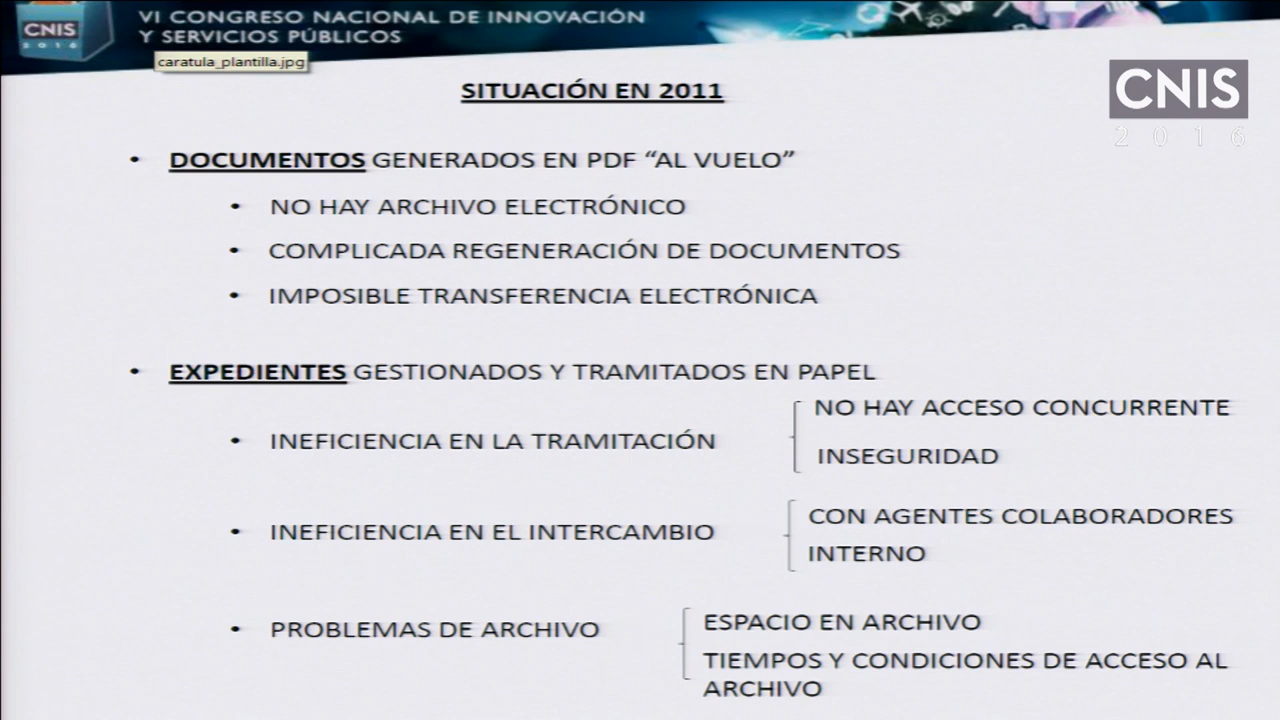 CNIS
2016
VI CONGRESO NACIONAL DE INNOVACIÓN
Y SERVICIOS PÚBLICOS
caratula_plantilla.jpg
CNIS
2016
SITUACIÓN EN 2011
• DOCUMENTOS GENERADOS EN PDF “AL VUELO”
• NO HAY ARCHIVO ELECTRÓNICO
• COMPLICADA REGENERACIÓN DE DOCUMENTOS
• IMPOSIBLE TRANSFERENCIA ELECTRÓNICA
• EXPEDIENTES GESTIONADOS Y TRAMITADOS EN PAPEL
• INEFICIENCIA EN LA TRAMITACIÓN
NO HAY ACCESO CONCURRENTE
INSEGURIDAD
• INEFICIENCIA EN EL INTERCAMBIO
CON AGENTES COLABORADORES
INTERNO
• PROBLEMAS DE ARCHIVO
ESPACIO EN ARCHIVO
TIEMPOS Y CONDICIONES DE ACCESO AL
ARCHIVO